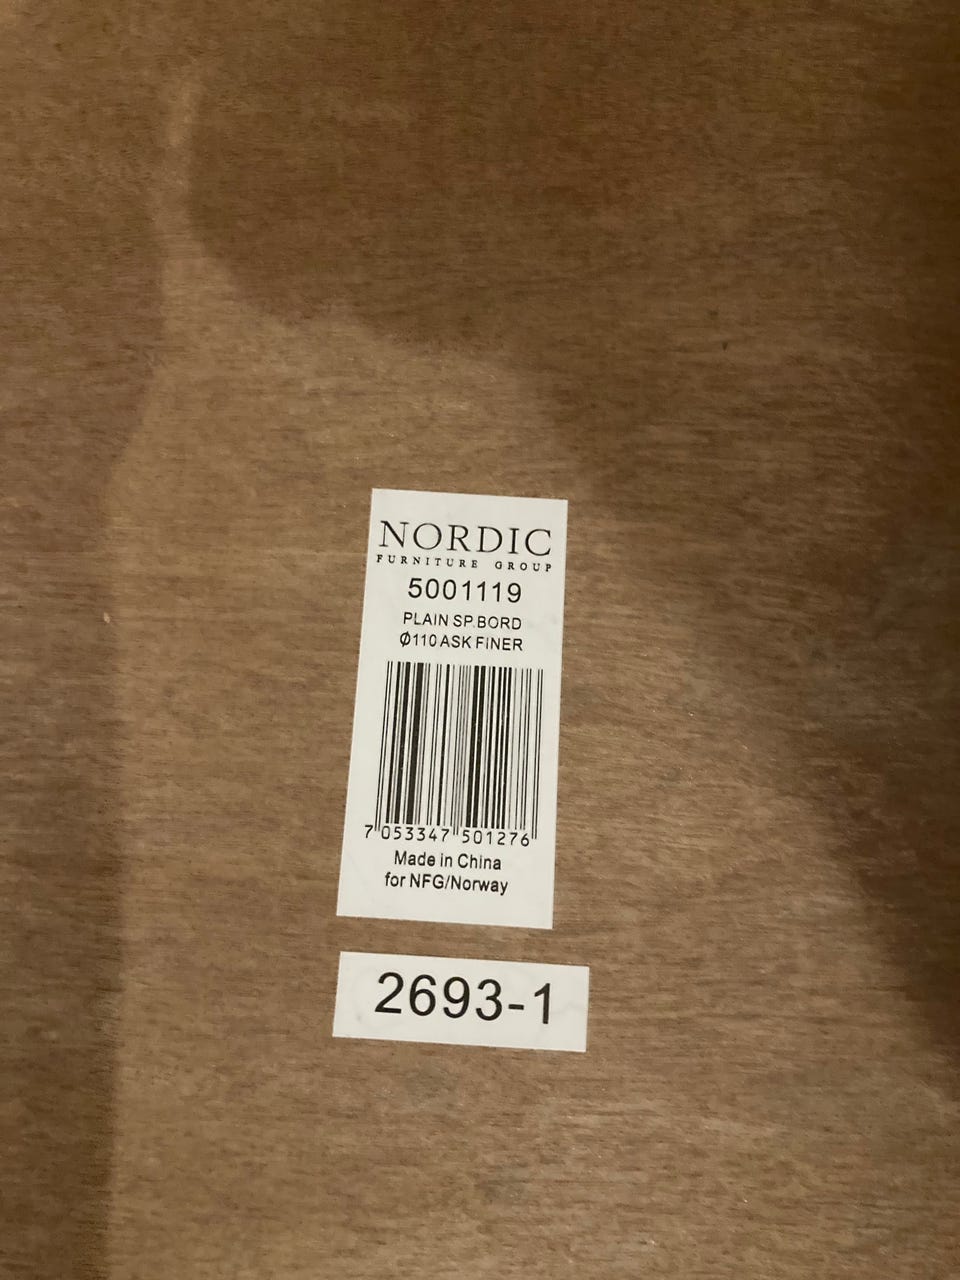 NORDIC
FURNITURE GROUP
5001119
PLAIN SP.BORD
Ø110 ASK FINER
7 053347 501276
Made in China
for NFG/Norway
2693-1